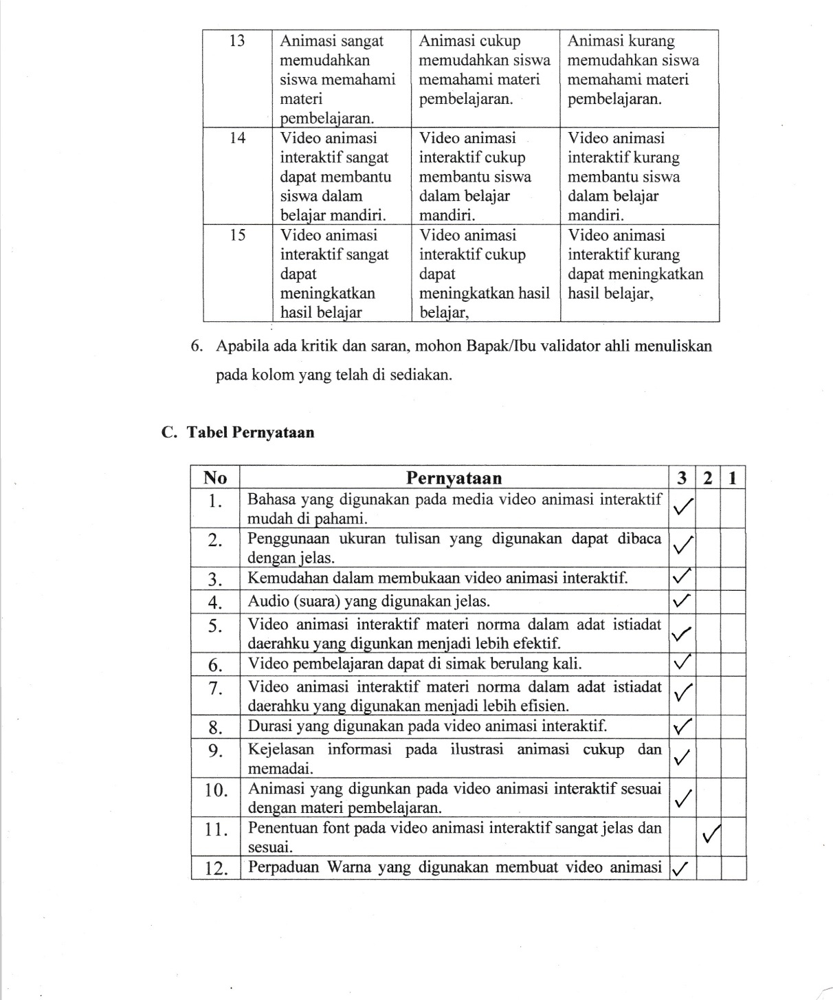 13 Animasi sangat Animasi cukup Animasi kurang
memudahkan memudahkan siswa memudahkan siswa
siswa memahami memahami materi memahami materi
materi pembelajaran. pembelajaran.
pembelajaran.
14 Video animasi Video animasi Video animasi
interaktif sangat interaktif cukup interaktif kurang
dapat membantu membantu siswa membantu siswa
siswa dalam dalam belajar dalam belajar
belajar mandiri. mandiri. mandiri.
15 Video animasi Video animasi Video animasi
interaktif sangat interaktif cukup interaktif kurang
dapat dapat dapat meningkatkan
meningkatkan meningkatkan hasil hasil belajar,
hasil belajar belajar,
6. Apabila ada kritik dan saran, mohon Bapak/Ibu validator ahli menuliskan
pada kolom yang telah di sediakan.
C. Tabel Pernyataan
No Pernyataan 3 2 1
1. Bahasa yang digunakan pada media video animasi interaktif ✓
mudah di pahami.
2. Penggunaan ukuran tulisan yang digunakan dapat dibaca ✓
dengan jelas.
3. Kemudahan dalam membukaan video animasi interaktif. ✓
4. Audio (suara) yang digunakan jelas. ✓
5. Video animasi interaktif materi norma dalam adat istiadat ✓
daerahku yang digunkan menjadi lebih efektif.
6. Video pembelajaran dapat di simak berulang kali. ✓
7. Video animasi interaktif materi norma dalam adat istiadat ✓
daerahku yang digunakan menjadi lebih efisien.
8. Durasi yang digunakan pada video animasi interaktif. ✓
9. Kejelasan informasi pada ilustrasi animasi cukup dan ✓
memadai.
10. Animasi yang digunkan pada video animasi interaktif sesuai ✓
dengan materi pembelajaran.
11. Penentuan font pada video animasi interaktif sangat jelas dan ✓
sesuai.
12. Perpaduan Warna yang digunakan membuat video animasi ✓